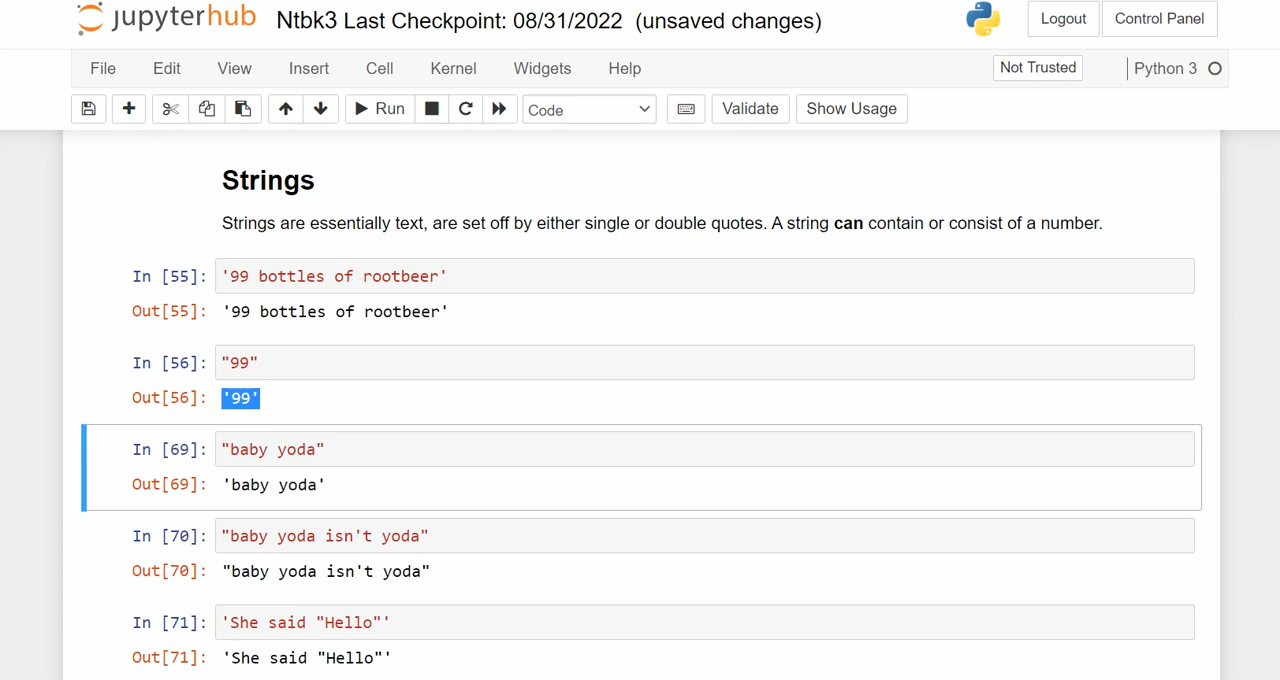 jupyterhub Ntbk3 Last Checkpoint: 08/31/2022 (unsaved changes) Logout Control Panel
File Edit View Insert Cell Kernel Widgets Help Not Trusted Python 3
Run Code Validate Show Usage
Strings
Strings are essentially text, are set off by either single or double quotes. A string can contain or consist of a number.
In [55]: '99 bottles of rootbeer'
Out[55]: '99 bottles of rootbeer'
In [56]: "99"
Out[56]: '99'
In [69]: "baby yoda"
Out[69]: 'baby yoda'
In [70]: "baby yoda isn't yoda"
Out[70]: "baby yoda isn't yoda"
In [71]: 'She said "Hello"'
Out[71]: 'She said "Hello"'